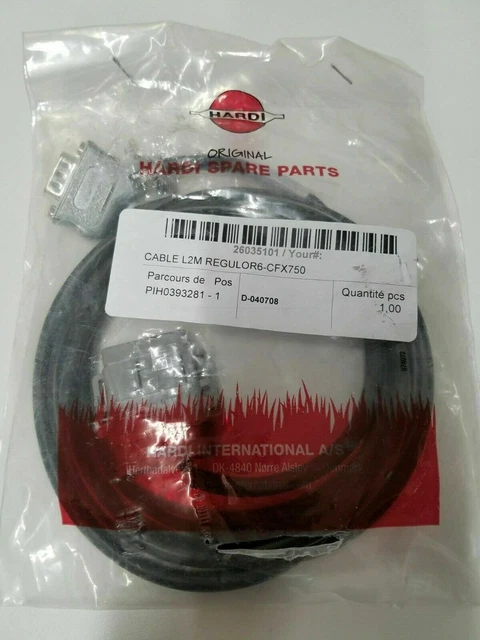 HARDI
ORIGINAL
HARDI SPARE PARTS
26035101 / Your#:
CABLE L2M REGULOR6-CFX750
Parcours de Pos
PIH0393281 - 1
D-040708
Quantité pcs
1,00
HARDI INTERNATIONAL A/S
DK-4840 Nørre